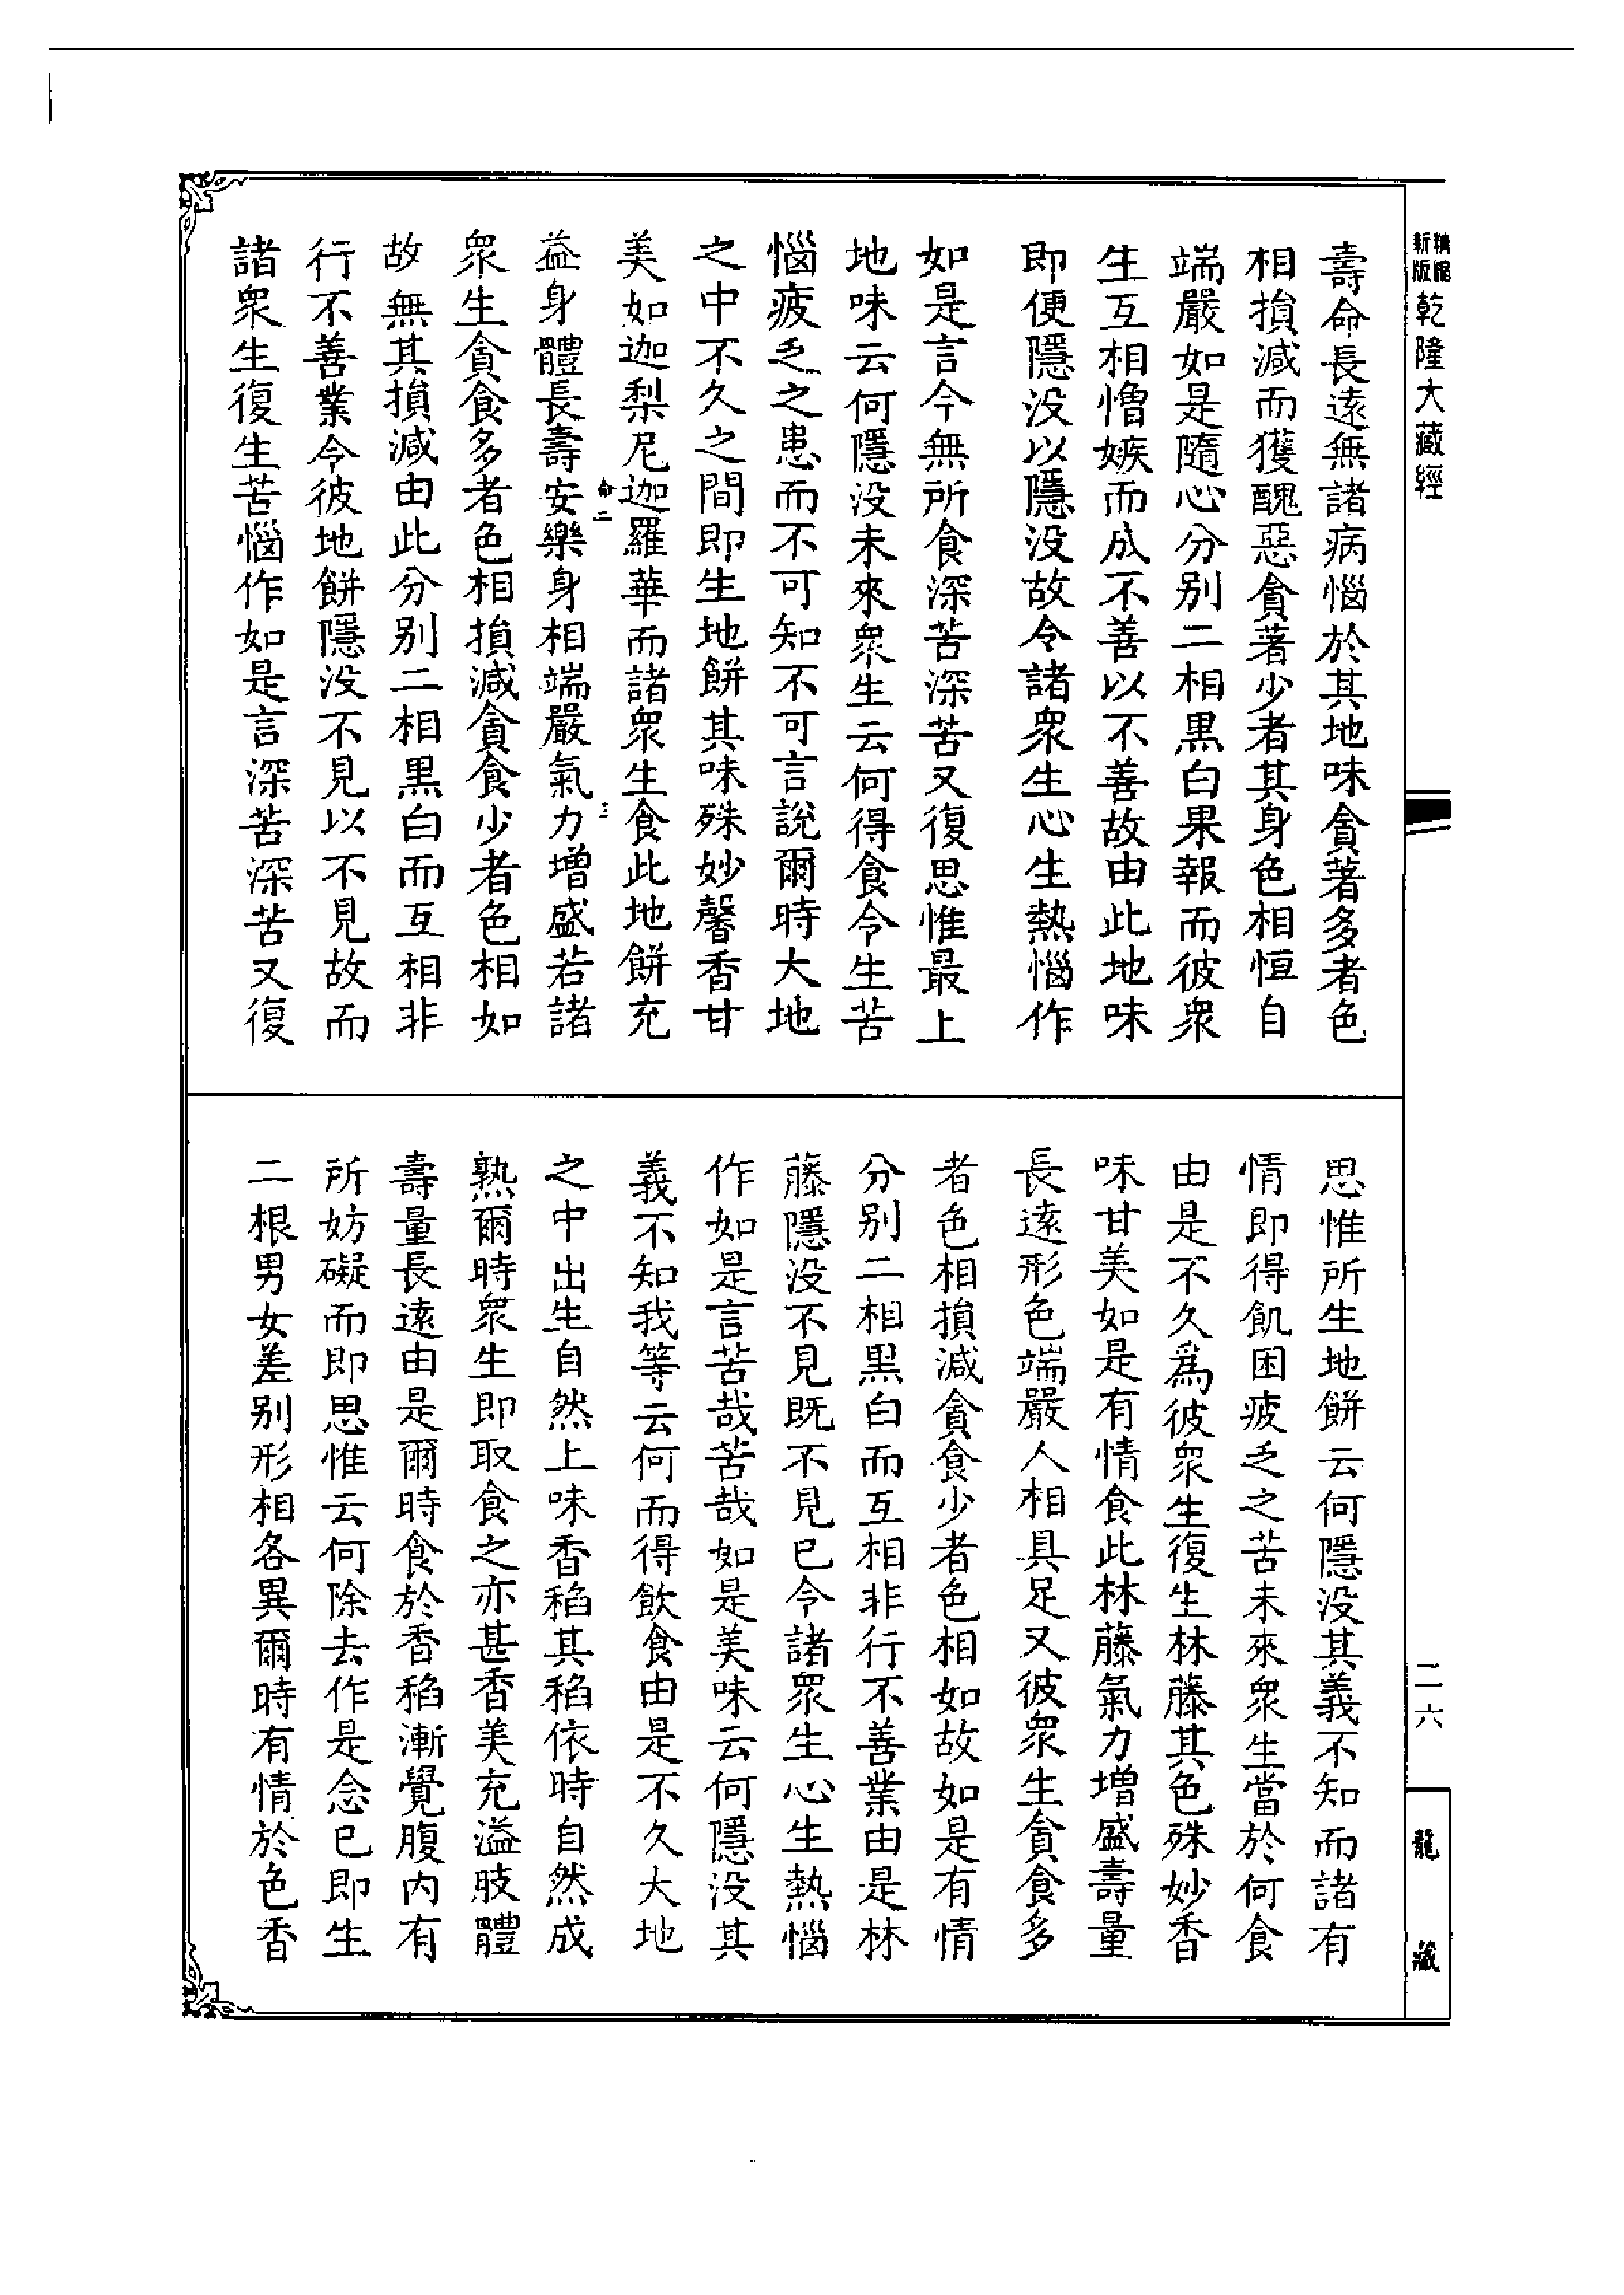 精縮新版
乾隆大藏經
二六
龍藏
壽命長遠無諸病惱於其地味貪著多者色
相損減而獲醜惡貪著少者其身色相恒自
端嚴如是隨心分別二相黑白果報而彼衆
生互相憎嫉而成不善以不善故由此地味
即便隱没以隱没故令諸衆生心生熱惱作
如是言今無所食深苦深苦又復思惟最上
地味云何隱没未來衆生云何得食令生苦
惱疲乏之患而不可知不可言說爾時大地
之中不久之間即生地餅其味殊妙馨香甘
美如迦梨尼迦羅華而諸衆生食此地餅充
益身體長壽安樂身相端嚴氣力增盛若諸
命二
三
衆生貪食多者色相損減貪食少者色相如
故無其損減由此分別二相黑白而互相非
行不善業令彼地餅隱没不見以不見故而
諸衆生復生苦惱作如是言深苦深苦又復
思惟所生地餅云何隱没其義不知而諸有
情即得飢困疲乏之苦未來衆生當於何食
由是不久爲彼衆生復生林藤其色殊妙香
味甘美如是有情食此林藤氣力增盛壽量
長遠形色端嚴人相具足又彼衆生貪食多
者色相損減貪食少者色相如故如是有情
分別二相黑白而互相非行不善業由是林
藤隱没不見既不見已令諸衆生心生熱惱
作如是言苦哉苦哉如是美味云何隱没其
義不知我等云何而得飲食由是不久大地
之中出生自然上味香稻其稻依時自然成
熟爾時衆生即取食之亦甚香美充溢肢體
壽量長遠由是爾時食於香稻漸覺腹内有
所妨礙而即思惟云何除去作是念已即生
二根男女差別形相各異爾時有情於色香